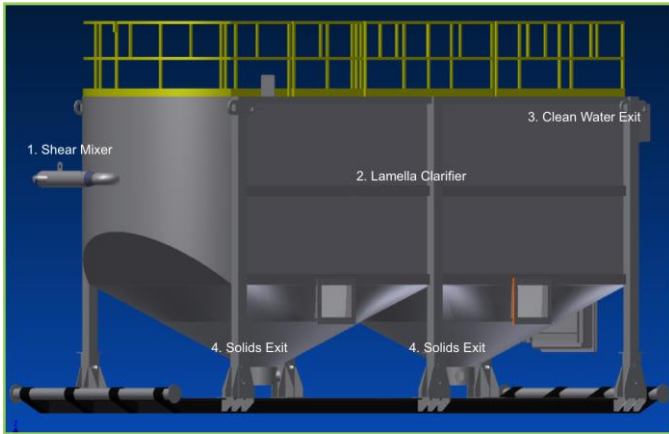 3. Clean Water Exit
1. Shear Mixer
2. Lamella Clarifier
4. Solids Exit
4. Solids Exit